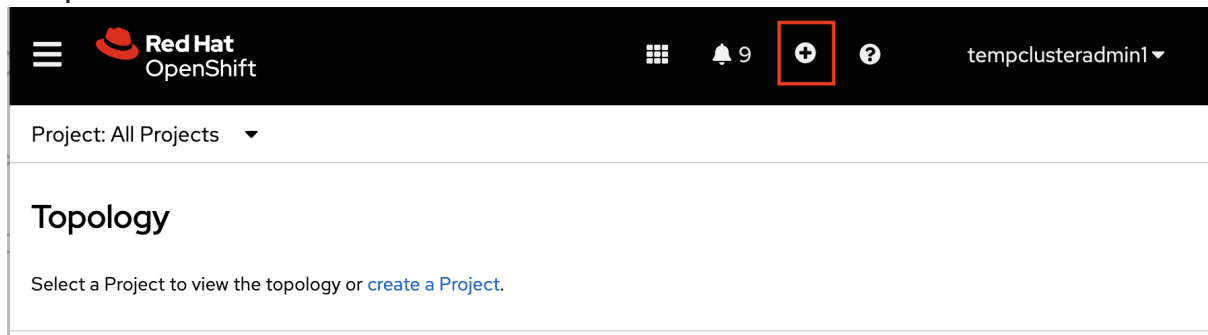 Red Hat
OpenShift
9
tempclusteradmin1
Project: All Projects
Topology
Select a Project to view the topology or create a Project.